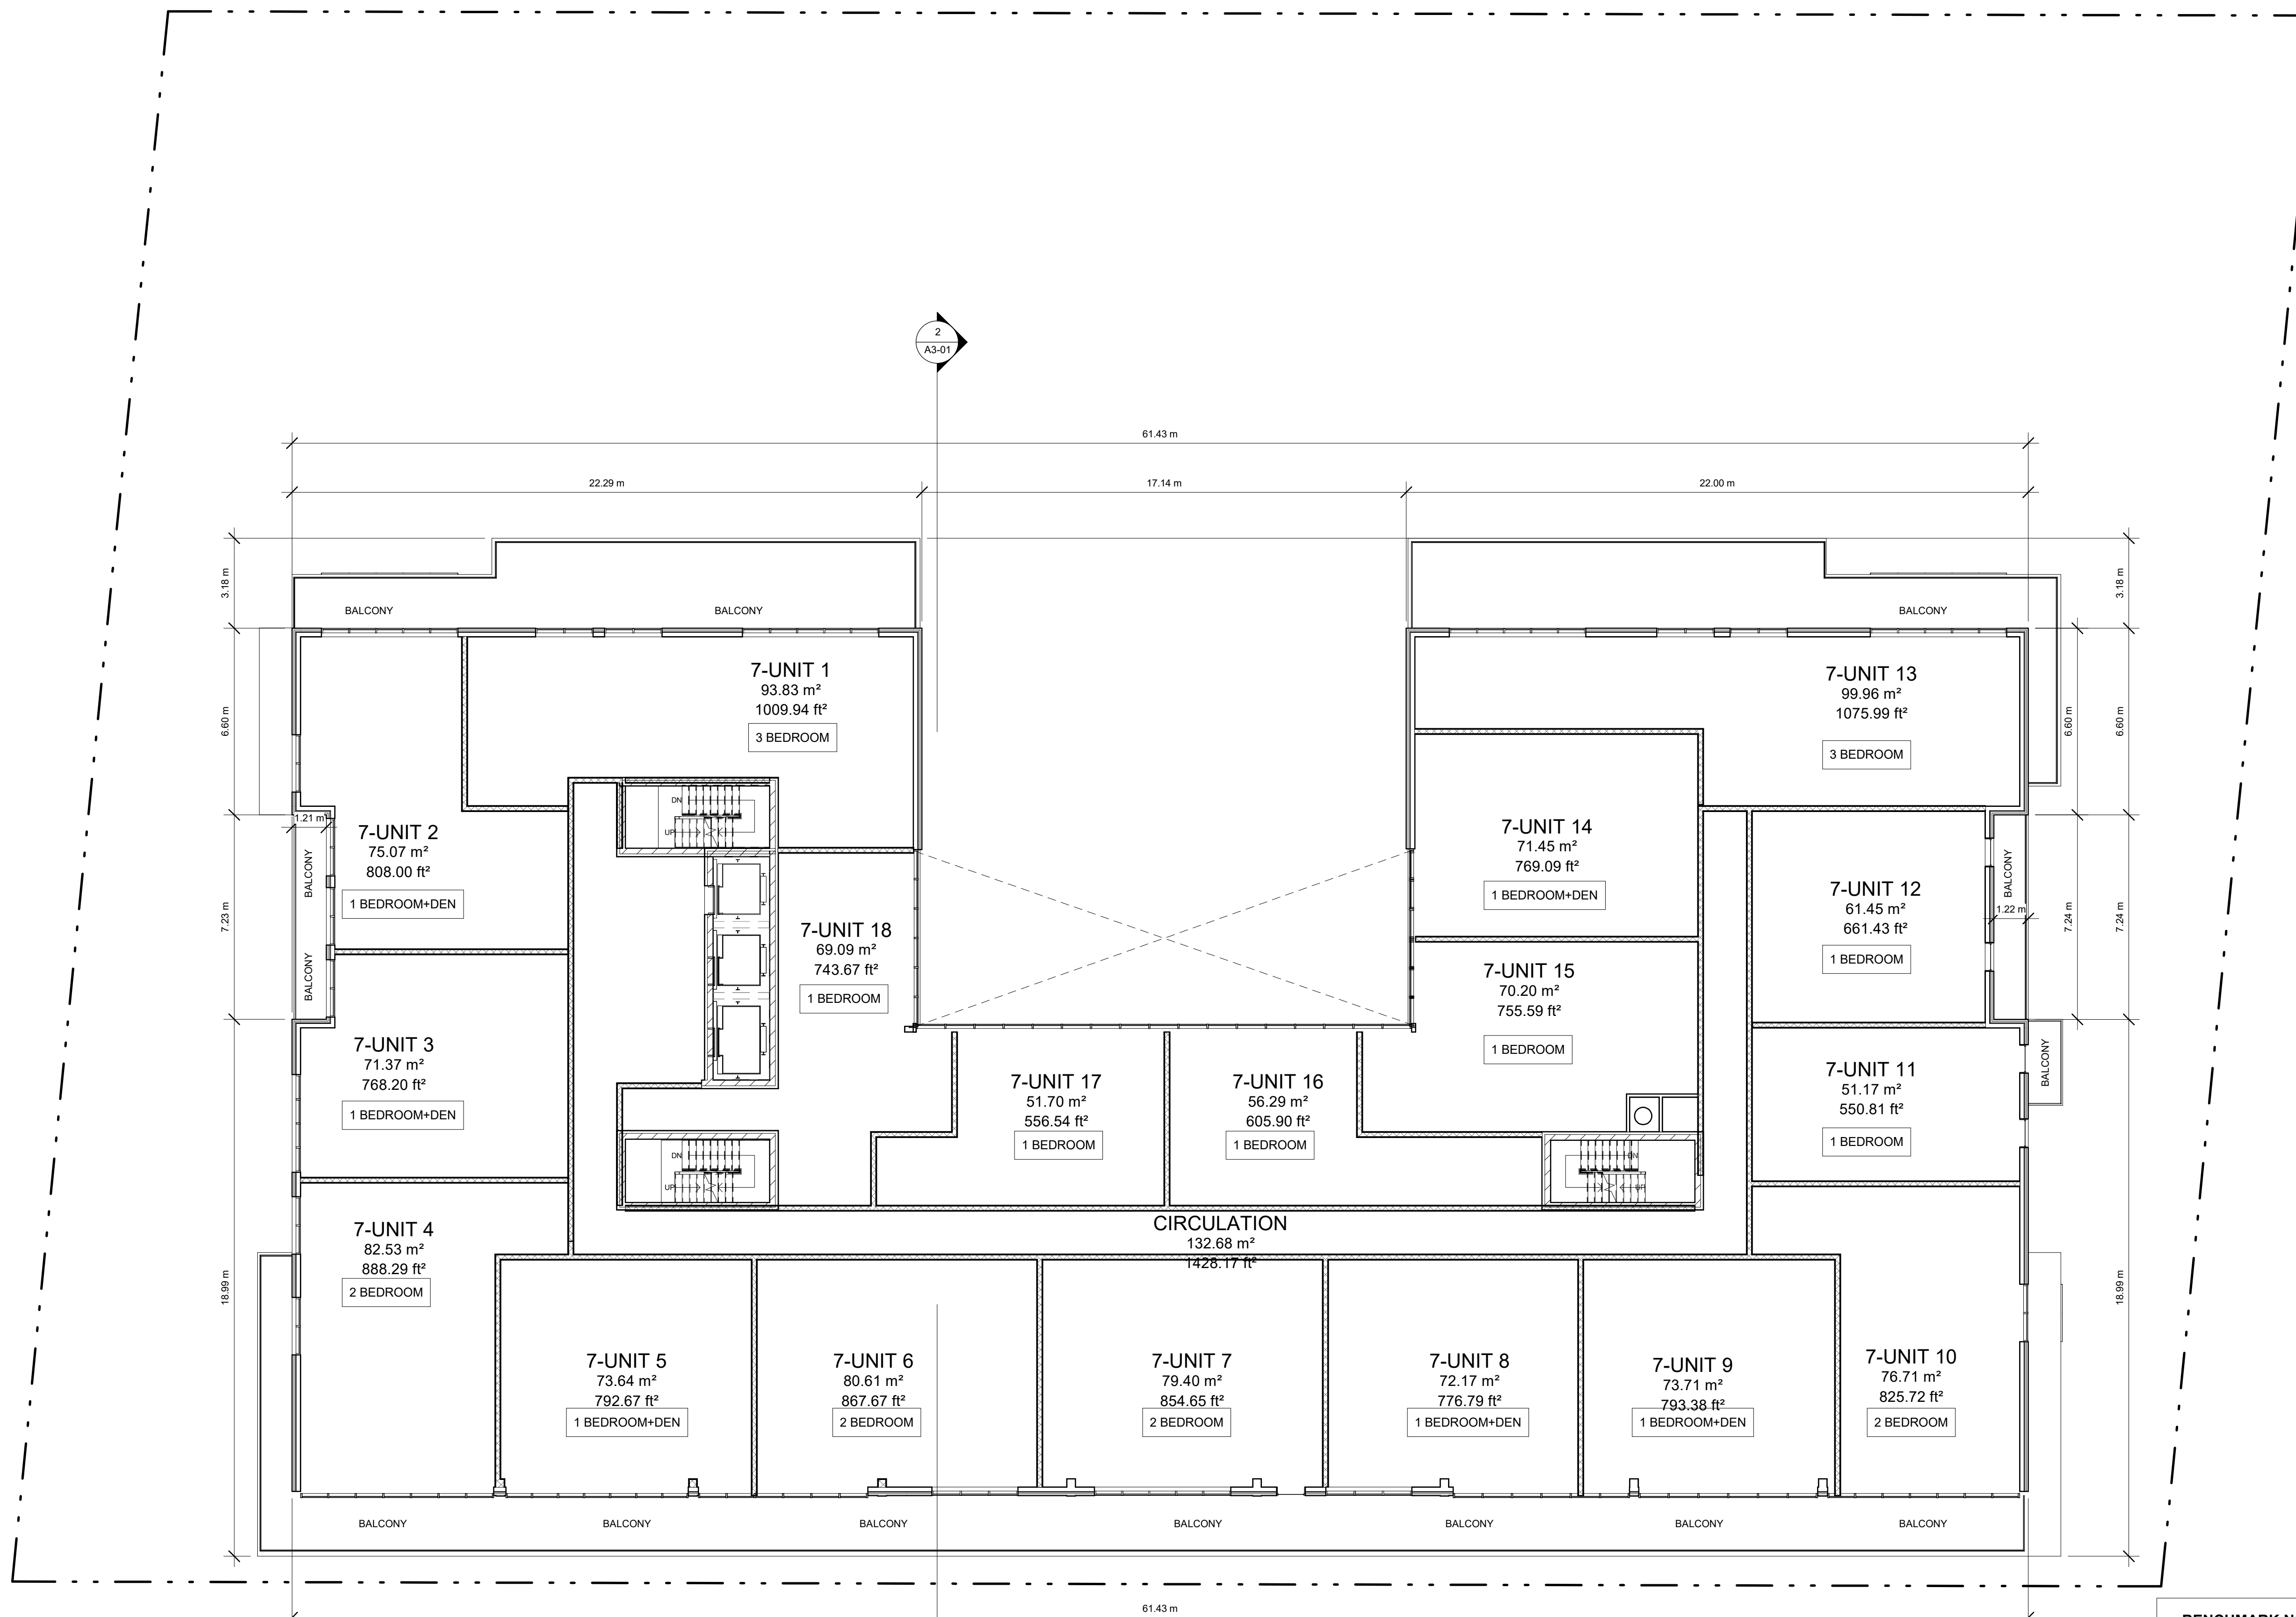 2
A3-01
61.43 m
22.29 m
17.14 m
22.00 m
3.18 m
3.18 m
BALCONY
BALCONY
BALCONY
7-UNIT 1
93.83 m²
1009.94 ft²
3 BEDROOM
7-UNIT 13
99.96 m²
1075.99 ft²
3 BEDROOM
6.60 m
6.60 m
6.60 m
DN
UP
1.21 m
7-UNIT 2
75.07 m²
808.00 ft²
1 BEDROOM+DEN
BALCONY
BALCONY
7.23 m
7-UNIT 14
71.45 m²
769.09 ft²
1 BEDROOM+DEN
7-UNIT 12
61.45 m²
661.43 ft²
1 BEDROOM
BALCONY
1.22 m
7.24 m
7.24 m
7-UNIT 18
69.09 m²
743.67 ft²
1 BEDROOM
7-UNIT 15
70.20 m²
755.59 ft²
1 BEDROOM
7-UNIT 3
71.37 m²
768.20 ft²
1 BEDROOM+DEN
7-UNIT 17
51.70 m²
556.54 ft²
1 BEDROOM
7-UNIT 16
56.29 m²
605.90 ft²
1 BEDROOM
7-UNIT 11
51.17 m²
550.81 ft²
1 BEDROOM
BALCONY
DN
UP
DN
UP
CIRCULATION
132.68 m²
1428.17 ft²
7-UNIT 4
82.53 m²
888.29 ft²
2 BEDROOM
18.99 m
18.99 m
7-UNIT 5
73.64 m²
792.67 ft²
1 BEDROOM+DEN
7-UNIT 6
80.61 m²
867.67 ft²
2 BEDROOM
7-UNIT 7
79.40 m²
854.65 ft²
2 BEDROOM
7-UNIT 8
72.17 m²
776.79 ft²
1 BEDROOM+DEN
7-UNIT 9
73.71 m²
793.38 ft²
1 BEDROOM+DEN
7-UNIT 10
76.71 m²
825.72 ft²
2 BEDROOM
BALCONY
BALCONY
BALCONY
BALCONY
BALCONY
BALCONY
BALCONY
61.43 m